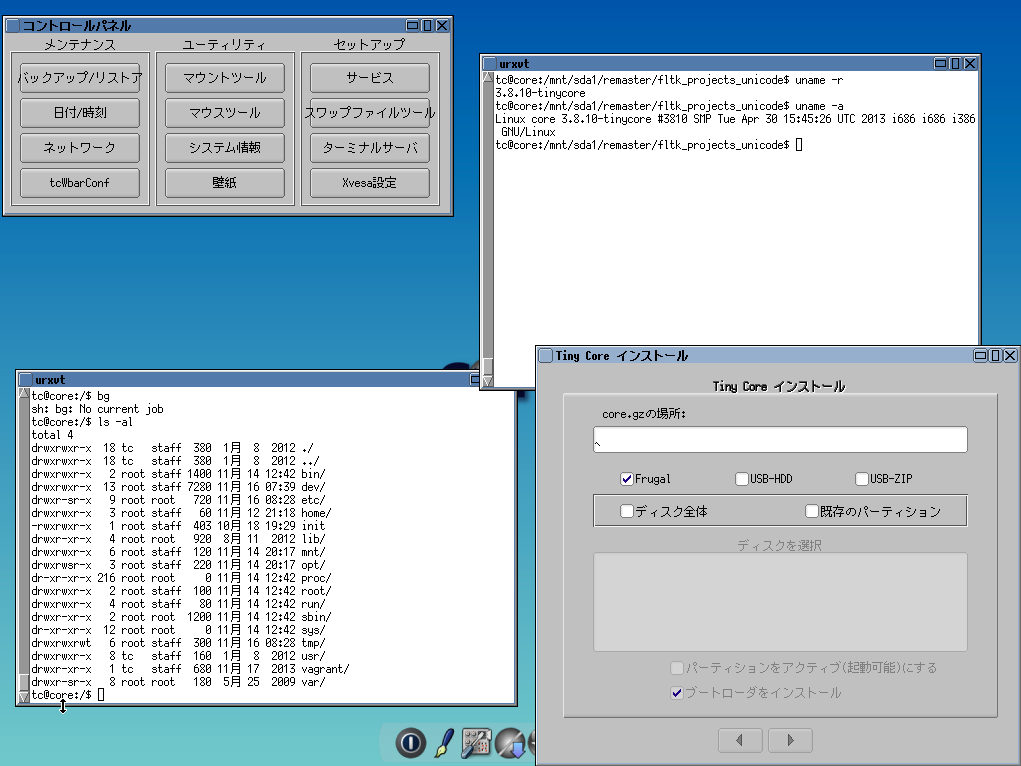 コントロールパネル
メンテナンス ユーティリティ セットアップ
バックアップ/リストア マウントツール サービス
日付/時刻 マウスツール スワップファイルツール
ネットワーク システム情報 ターミナルサーバ
tcWbarConf 壁紙 Xvesa設定
urxvt
tc@core:/mnt/sda1/remaster/fltk_projects_unicode$ uname -r
3.8.10-tinycore
tc@core:/mnt/sda1/remaster/fltk_projects_unicode$ uname -a
Linux core 3.8.10-tinycore #3810 SMP Tue Apr 30 15:45:26 UTC 2013 i686 i686 i386
GNU/Linux
tc@core:/mnt/sda1/remaster/fltk_projects_unicode$
urxvt
tc@core:/$ bg
sh: bg: No current job
tc@core:/$ ls -al
total 4
drwxrwxr-x 18 tc staff 380 1月 8 2012 ./
drwxrwxr-x 18 tc staff 380 1月 8 2012 ../
drwxrwxr-x 2 root staff 1400 11月 14 12:42 bin/
drwxrwxr-x 13 root staff 7280 11月 16 07:39 dev/
drwxr-sr-x 9 root root 720 11月 16 08:28 etc/
drwxrwxr-x 3 root staff 60 11月 12 21:18 home/
-rwxrwxr-x 1 root staff 403 10月 18 19:29 init
drwxrwxr-x 4 root root 920 8月 11 2012 lib/
drwxrwxr-x 6 root staff 120 11月 14 20:17 mnt/
drwxrwsr-x 3 root staff 220 11月 14 20:17 opt/
dr-xr-xr-x 216 root root 0 11月 14 12:42 proc/
drwxrwxr-x 2 root staff 100 11月 14 12:42 root/
drwxrwxr-x 4 root staff 80 11月 14 12:42 run/
drwxrwxr-x 2 root root 1200 11月 14 12:42 sbin/
dr-xr-xr-x 12 root root 0 11月 14 12:42 sys/
drwxrwxrwt 6 root staff 300 11月 16 08:28 tmp/
drwxrwxr-x 8 tc staff 160 1月 8 2012 usr/
drwxrwxr-x 1 tc staff 680 11月 17 2013 vagrant/
drwxr-sr-x 8 root root 180 5月 25 2009 var/
tc@core:/$
Tiny Core インストール
Tiny Core インストール
core.gzの場所:
Frugal USB-HDD USB-ZIP
ディスク全体 既存のパーティション
ディスクを選択
パーティションをアクティブ(起動可能)にする
ブートローダをインストール